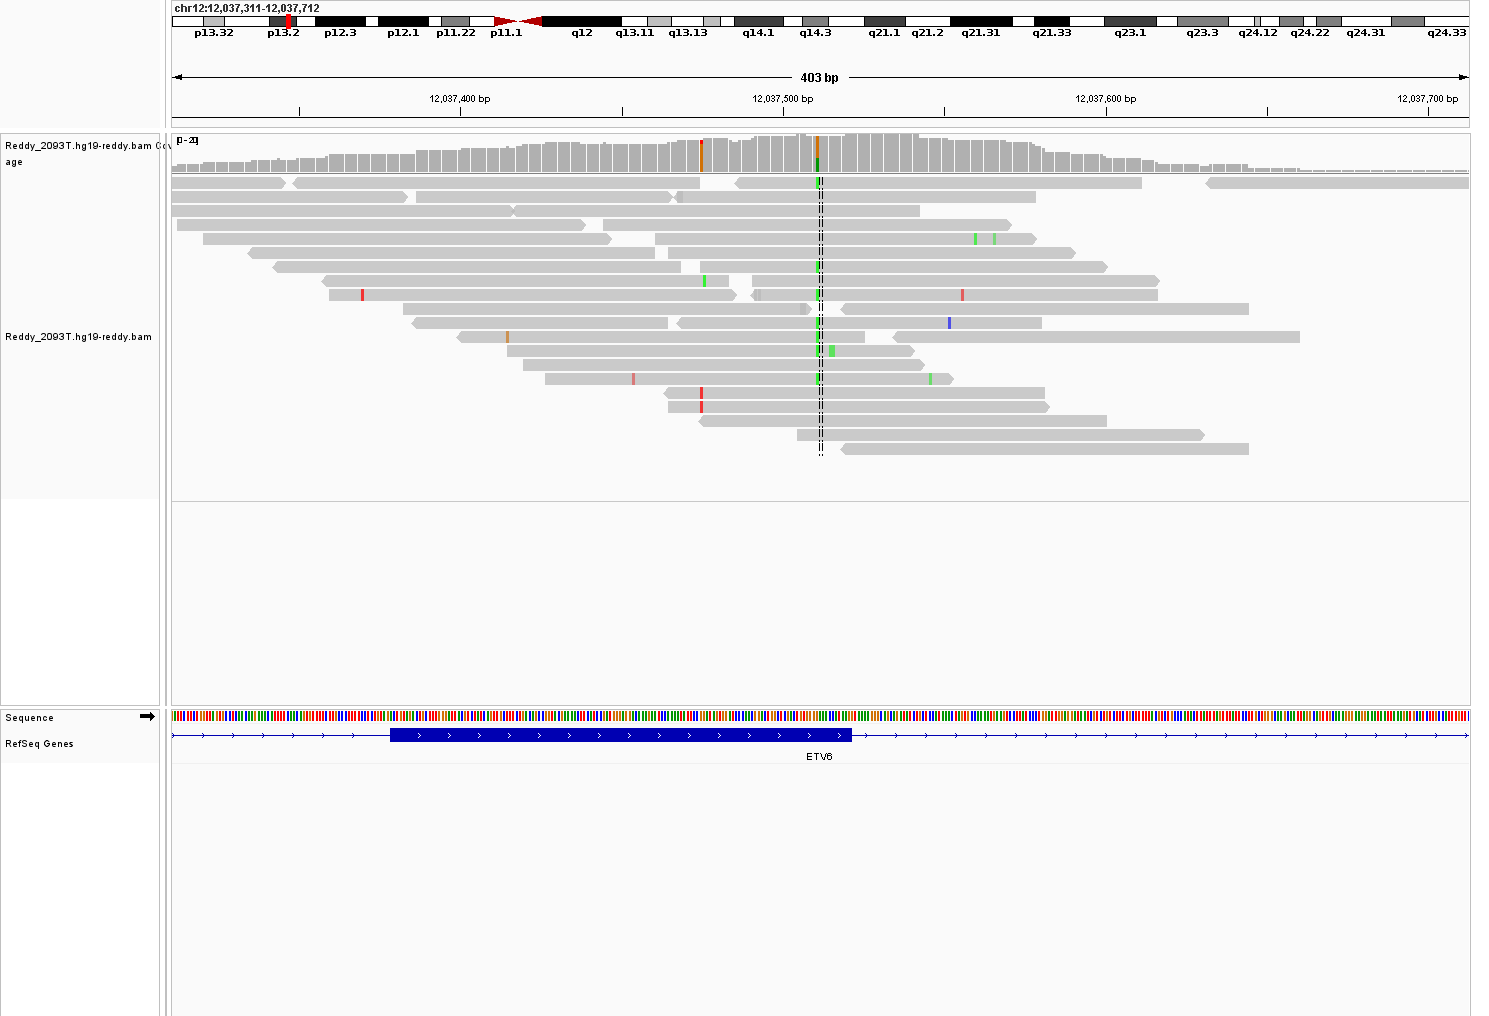 chr12:12,037,311-12,037,712
p13.32 p13.2 p12.3 p12.1 p11.22 p11.1 q12 q13.11 q13.13 q14.1 q14.3 q21.1 q21.2 q21.31 q21.33 q23.1 q23.3 q24.12 q24.22 q24.31 q24.33
403 bp
12,037,400 bp 12,037,500 bp 12,037,600 bp 12,037,700 bp
[0 - 20]
Reddy_2093T.hg19-reddy.bam Cov
age
Reddy_2093T.hg19-reddy.bam
Sequence
RefSeq Genes
ETV6